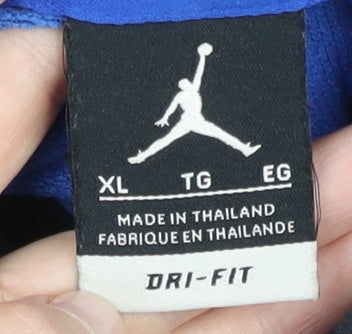 XL TG EG
MADE IN THAILAND
FABRIQUE EN THAILANDE
DRI-FIT